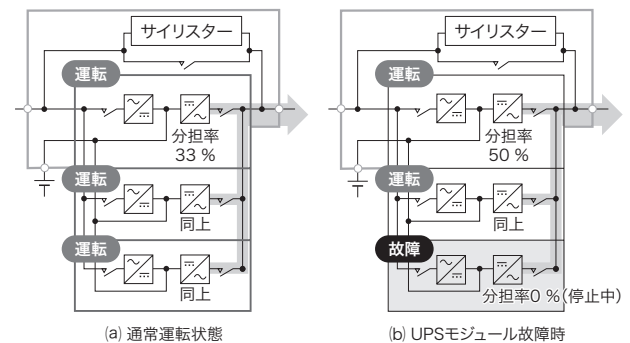 サイリスター
運転
分担率
33 %
運転
同上
運転
同上
(a) 通常運転状態
サイリスター
運転
分担率
50 %
運転
同上
故障
分担率0 %(停止中)
(b) UPSモジュール故障時